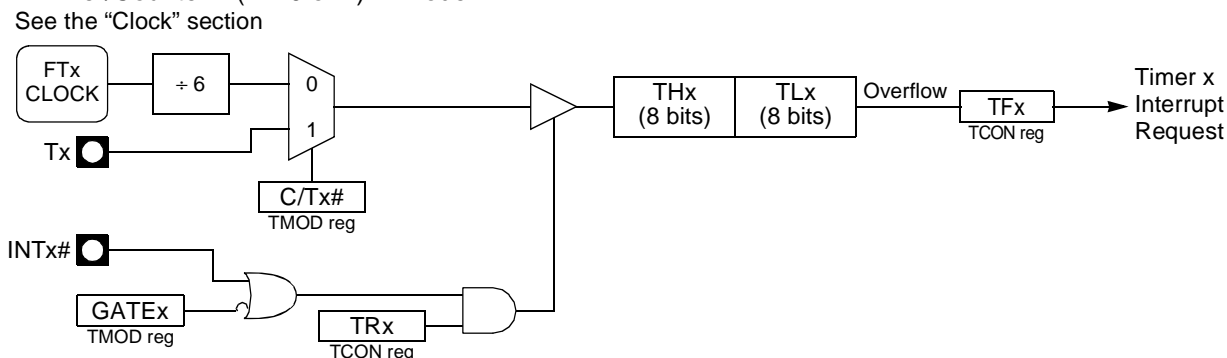 See the “Clock” section
FTx
CLOCK
÷ 6
0
1
Tx
C/Tx#
TMOD reg
THx
(8 bits)
TLx
(8 bits)
Overflow
TFx
TCON reg
Timer x
Interrupt
Request
INTx#
GATEx
TMOD reg
TRx
TCON reg